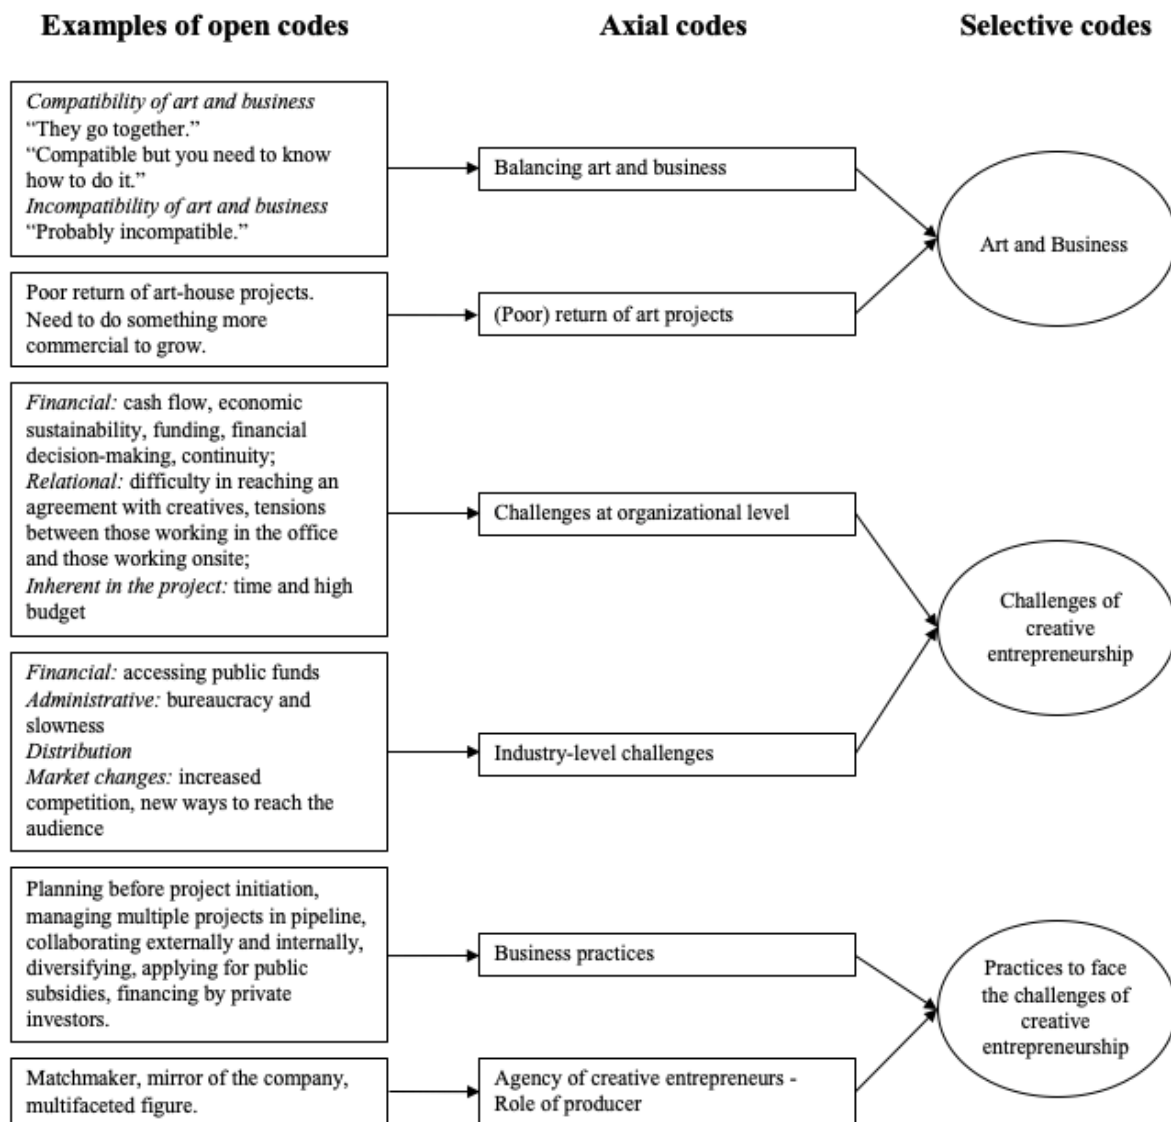 Examples of open codes
Axial codes
Selective codes
Compatibility of art and business
“They go together.”
“Compatible but you need to know
how to do it.”
Incompatibility of art and business
“Probably incompatible.”
Balancing art and business
Art and Business
Poor return of art-house projects.
Need to do something more
commercial to grow.
(Poor) return of art projects
Financial: cash flow, economic
sustainability, funding, financial
decision-making, continuity;
Relational: difficulty in reaching an
agreement with creatives, tensions
between those working in the office
and those working onsite;
Inherent in the project: time and high
budget
Challenges at organizational level
Challenges of
creative
entrepreneurship
Financial: accessing public funds
Administrative: bureaucracy and
slowness
Distribution
Market changes: increased
competition, new ways to reach the
audience
Industry-level challenges
Planning before project initiation,
managing multiple projects in pipeline,
collaborating externally and internally,
diversifying, applying for public
subsidies, financing by private
investors.
Business practices
Practices to face
the challenges of
creative
entrepreneurship
Matchmaker, mirror of the company,
multifaceted figure.
Agency of creative entrepreneurs -
Role of producer